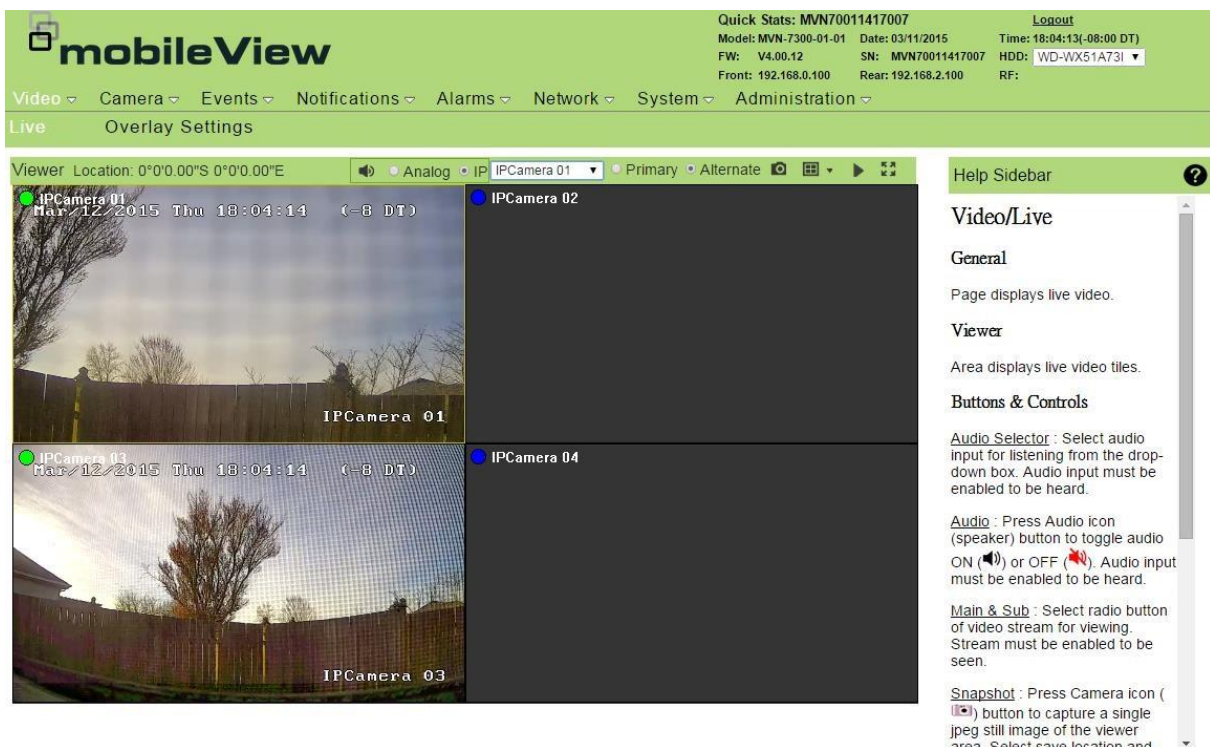 mobileView
Quick Stats: MVN70011417007 Logout
Model: MVN-7300-01-01 Date: 03/11/2015 Time: 18:04:13(-08:00 DT)
FW: V4.00.12 SN: MVN70011417007 HDD: WD-WX51A73I
Front: 192.168.0.100 Rear: 192.168.2.100 RF:
Video Camera Events Notifications Alarms Network System Administration
Live Overlay Settings
Viewer Location: 0°0'0.00"S 0°0'0.00"E Analog IP IPCamera 01 Primary Alternate
IPCamera 01
Mar/12/2015 Thu 18:04:14 (-8 DT)
IPCamera 01
IPCamera 02
IPCamera 03
Mar/12/2015 Thu 18:04:14 (-8 DT)
IPCamera 03
IPCamera 04
Help Sidebar ?
Video/Live
General
Page displays live video.
Viewer
Area displays live video tiles.
Buttons & Controls
Audio Selector : Select audio
input for listening from the drop-
down box. Audio input must be
enabled to be heard.
Audio : Press Audio icon
(speaker) button to toggle audio
ON () or OFF (). Audio input
must be enabled to be heard.
Main & Sub : Select radio button
of video stream for viewing.
Stream must be enabled to be
seen.
Snapshot : Press Camera icon (
) button to capture a single
jpeg still image of the viewer
area. Select save location and